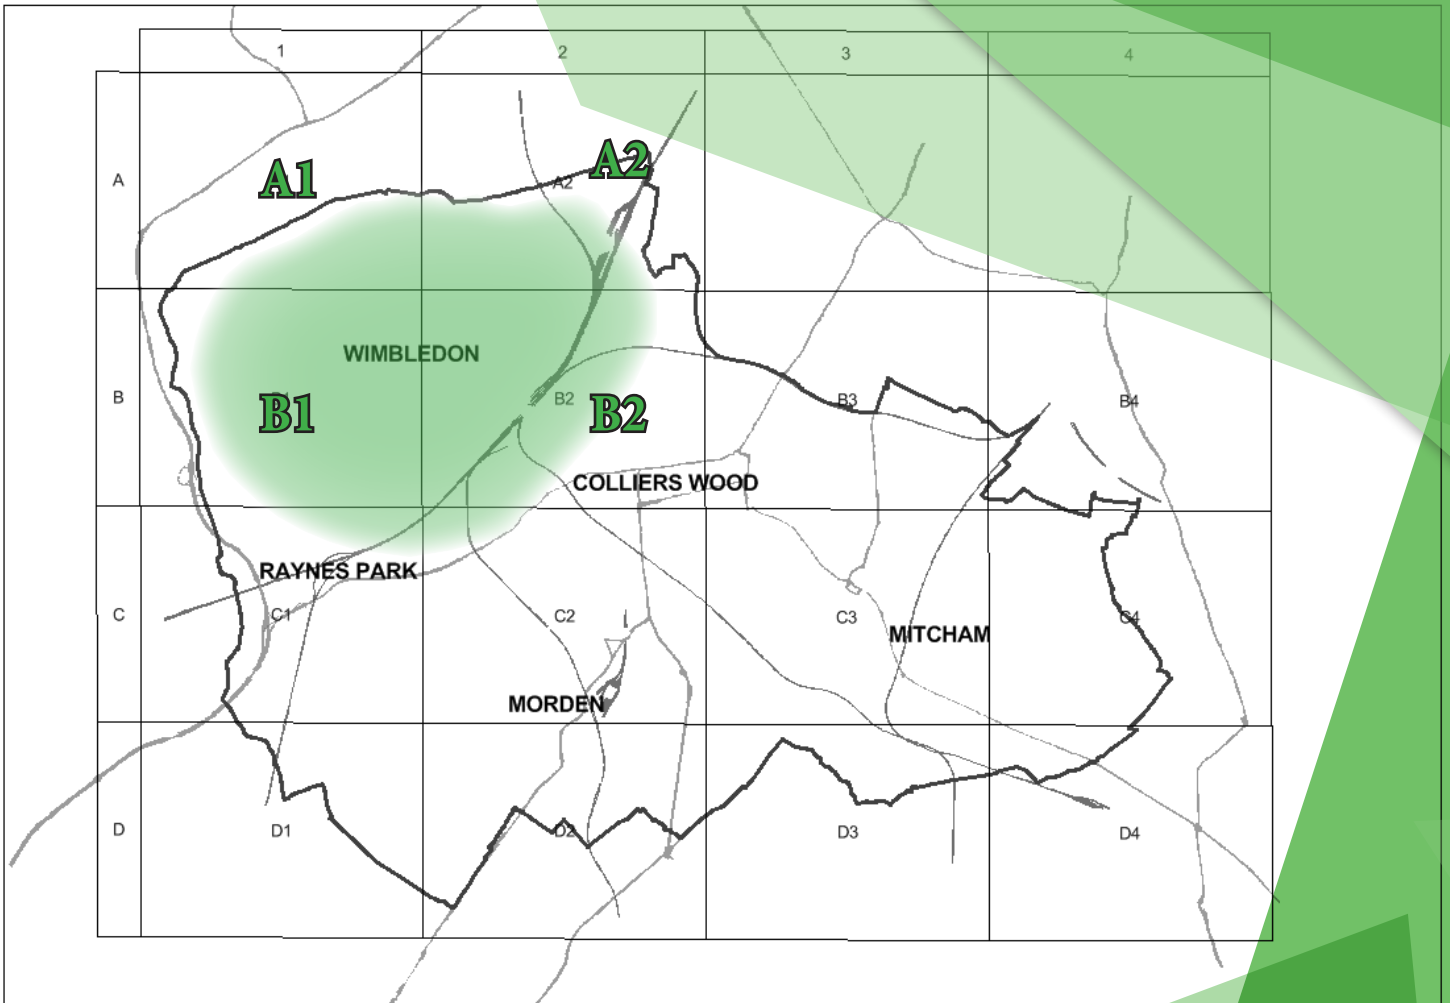 1 2 3 4
A A1 A2 A2
WIMBLEDON
B B1 B2 B2 B3 B4
COLLIERS WOOD
RAYNES PARK
C C1 C2 C3 C4
MITCHAM
MORDEN
D D1 D2 D3 D4